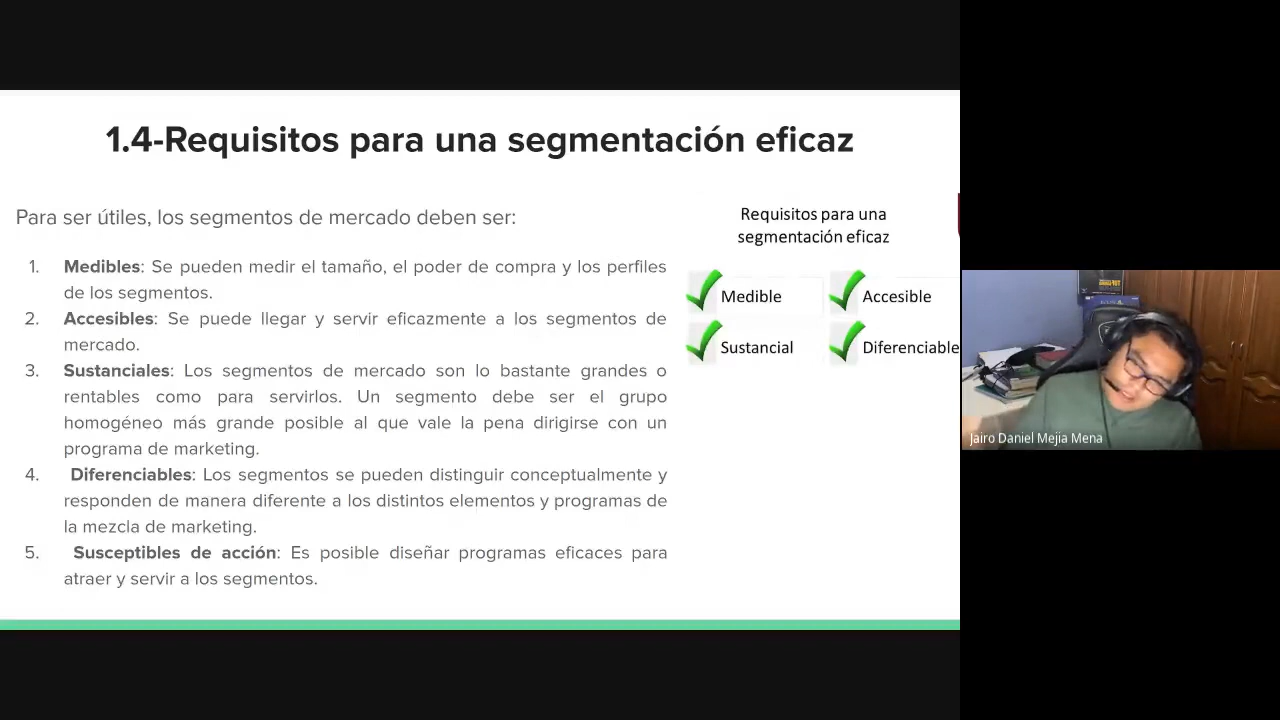 1.4-Requisitos para una segmentación eficaz
Para ser útiles, los segmentos de mercado deben ser:
1. Medibles: Se pueden medir el tamaño, el poder de compra y los perfiles
de los segmentos.
2. Accesibles: Se puede llegar y servir eficazmente a los segmentos de
mercado.
3. Sustanciales: Los segmentos de mercado son lo bastante grandes o
rentables como para servirlos. Un segmento debe ser el grupo
homogéneo más grande posible al que vale la pena dirigirse con un
programa de marketing.
4. Diferenciables: Los segmentos se pueden distinguir conceptualmente y
responden de manera diferente a los distintos elementos y programas de
la mezcla de marketing.
5. Susceptibles de acción: Es posible diseñar programas eficaces para
atraer y servir a los segmentos.
Requisitos para una
segmentación eficaz
Medible Accesible
Sustancial Diferenciable
Jairo Daniel Mejia Mena